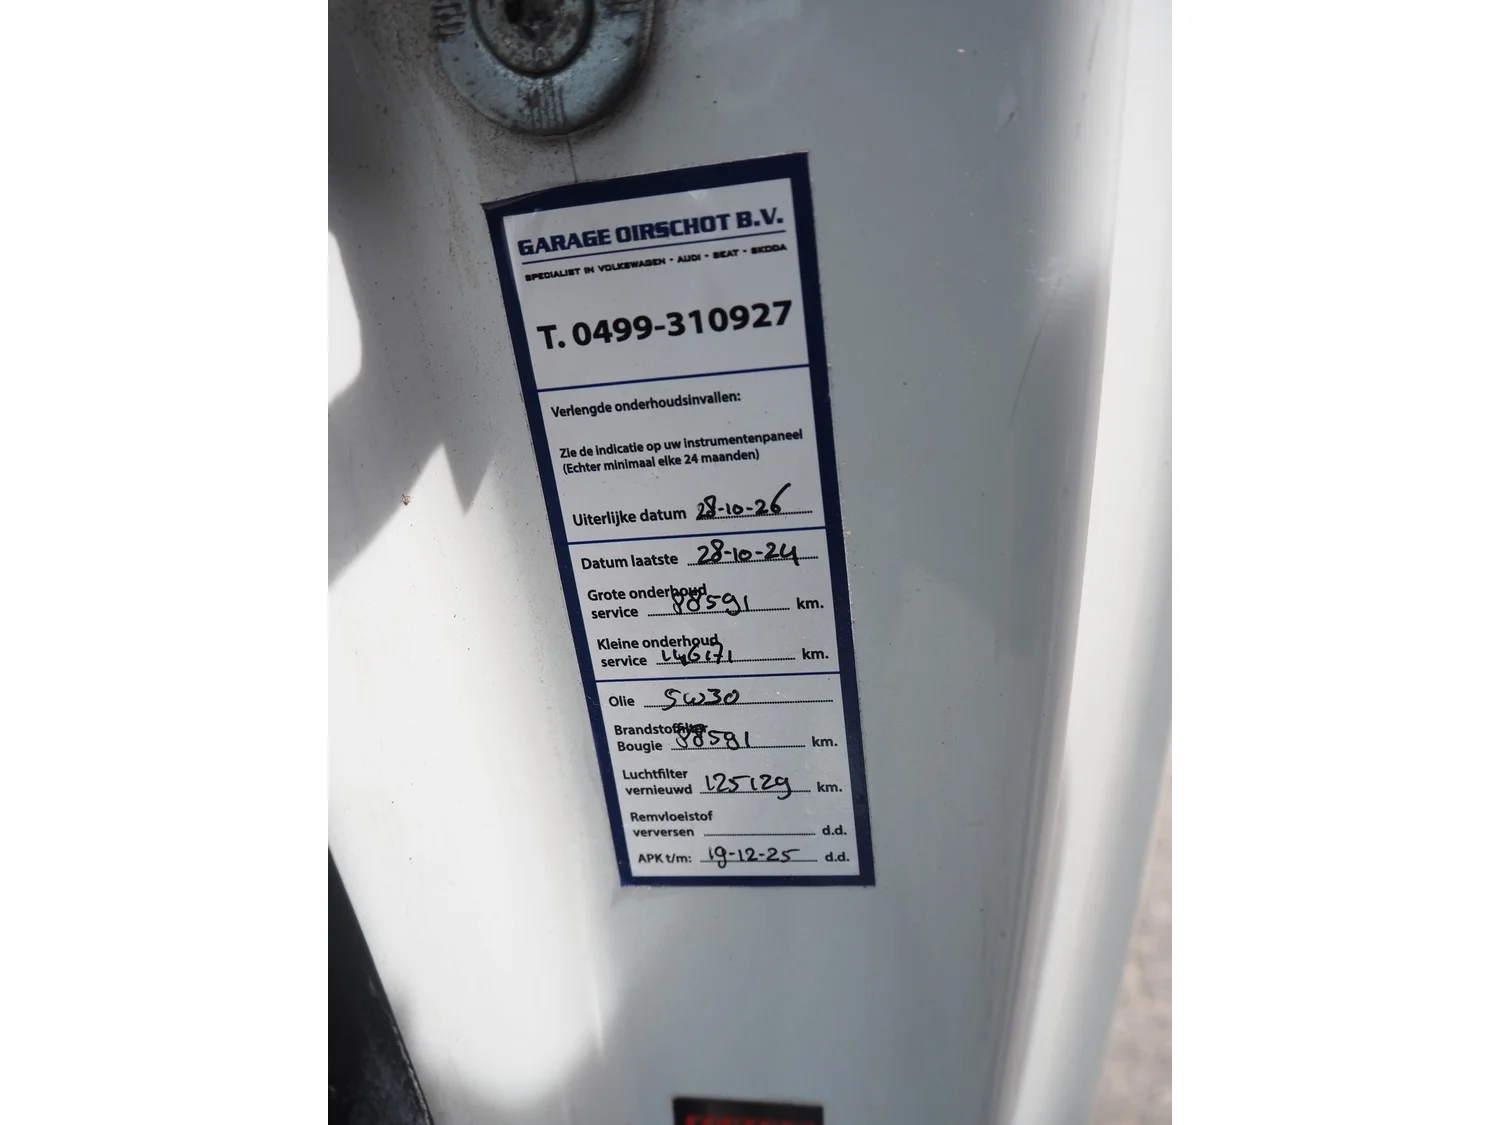 GARAGE OIRSCHOT B.V.
SPECIALIST IN VOLKSWAGEN - AUDI - SEAT - SKODA
T. 0499-310927
Verlengde onderhoudsinvallen:
Zie de indicatie op uw instrumentenpaneel
(Echter minimaal elke 24 maanden)
Uiterlijke datum 28-10-26
Datum laatste 28-10-24
Grote onderhoud
service 88591 km.
Kleine onderhoud
service 146171 km.
Olie 5W30
Brandstoffilter
Bougie 88591 km.
Luchtfilter
vernieuwd 125129 km.
Remvloeistof
verversen d.d.
APK t/m: 19-12-25 d.d.